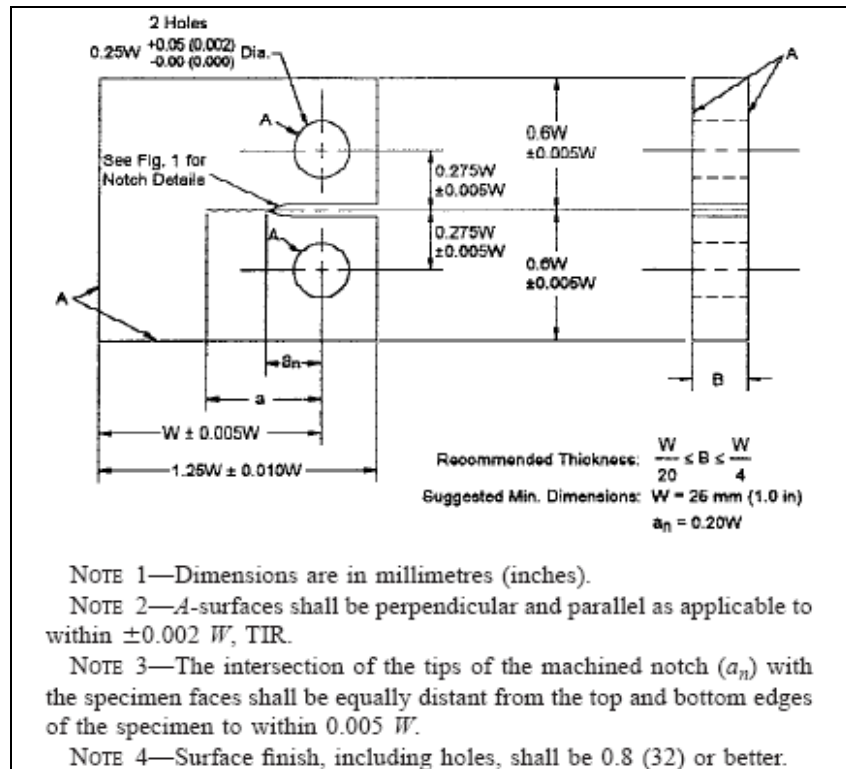 2 Holes
0.25W +0.05 (0.002) -0.00 (0.000) Dia.
A
A
0.6W
±0.005W
See Fig. 1 for
Notch Details
0.275W
±0.005W
A
0.275W
±0.005W
0.6W
±0.005W
A
an
a
B
W ± 0.005W
1.25W ± 0.010W
Recommended Thickness: W/20 ≤ B ≤ W/4
Suggested Min. Dimensions: W = 25 mm (1.0 in)
an = 0.20W
NOTE 1—Dimensions are in millimetres (inches).
NOTE 2—A-surfaces shall be perpendicular and parallel as applicable to
within ±0.002 W, TIR.
NOTE 3—The intersection of the tips of the machined notch (an) with
the specimen faces shall be equally distant from the top and bottom edges
of the specimen to within 0.005 W.
NOTE 4—Surface finish, including holes, shall be 0.8 (32) or better.